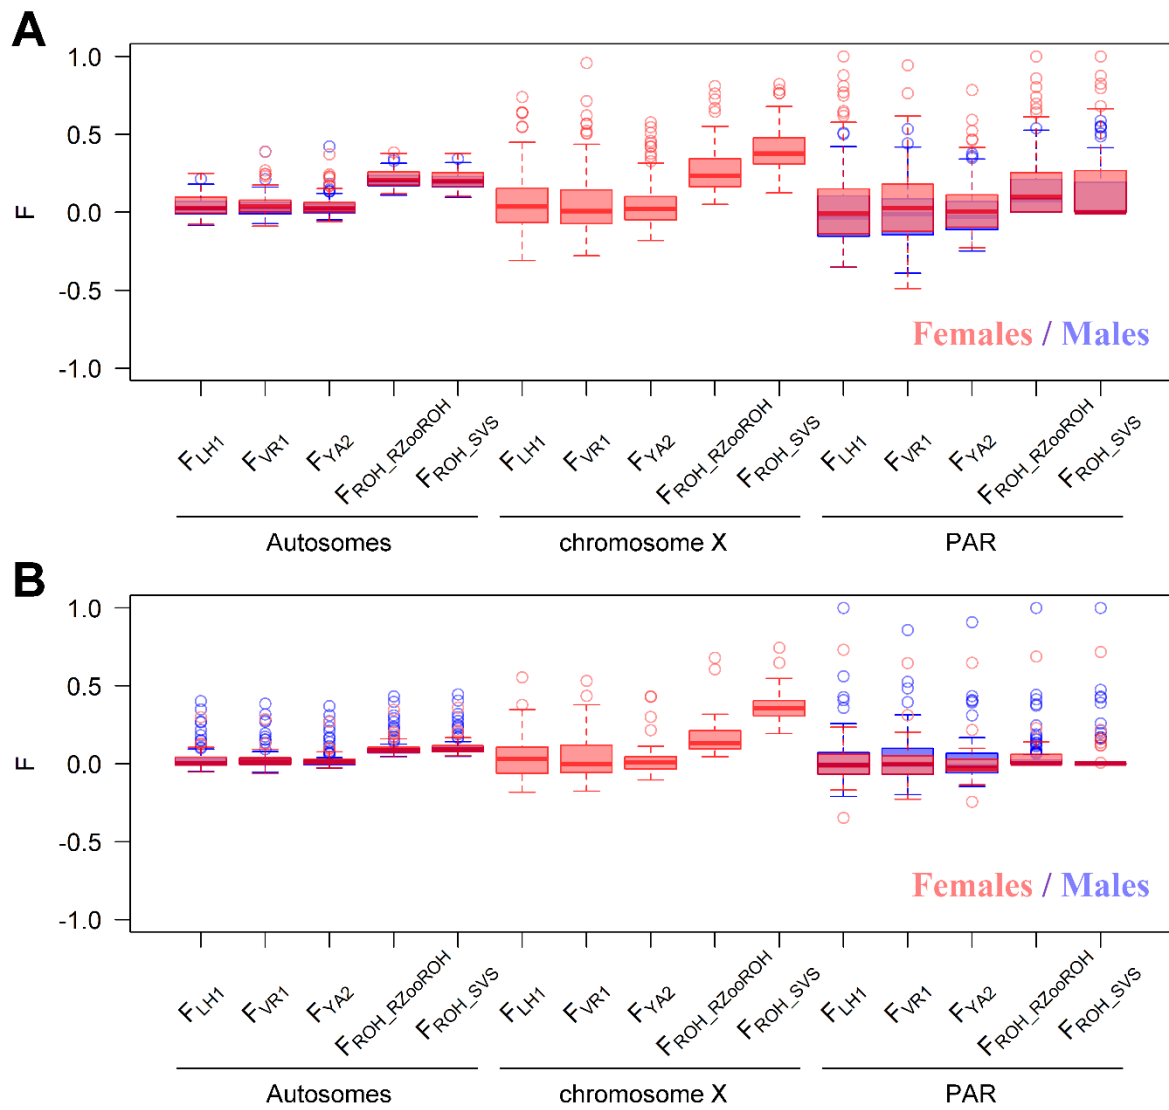 A
1.0
0.5
0.0
-0.5
-1.0
F
Females / Males
FLH1 FVR1 FYA2 FROH_RZooROH FROH_SVS FLH1 FVR1 FYA2 FROH_RZooROH FROH_SVS FLH1 FVR1 FYA2 FROH_RZooROH FROH_SVS
Autosomes chromosome X PAR
B
1.0
0.5
0.0
-0.5
-1.0
F
Females / Males
FLH1 FVR1 FYA2 FROH_RZooROH FROH_SVS FLH1 FVR1 FYA2 FROH_RZooROH FROH_SVS FLH1 FVR1 FYA2 FROH_RZooROH FROH_SVS
Autosomes chromosome X PAR